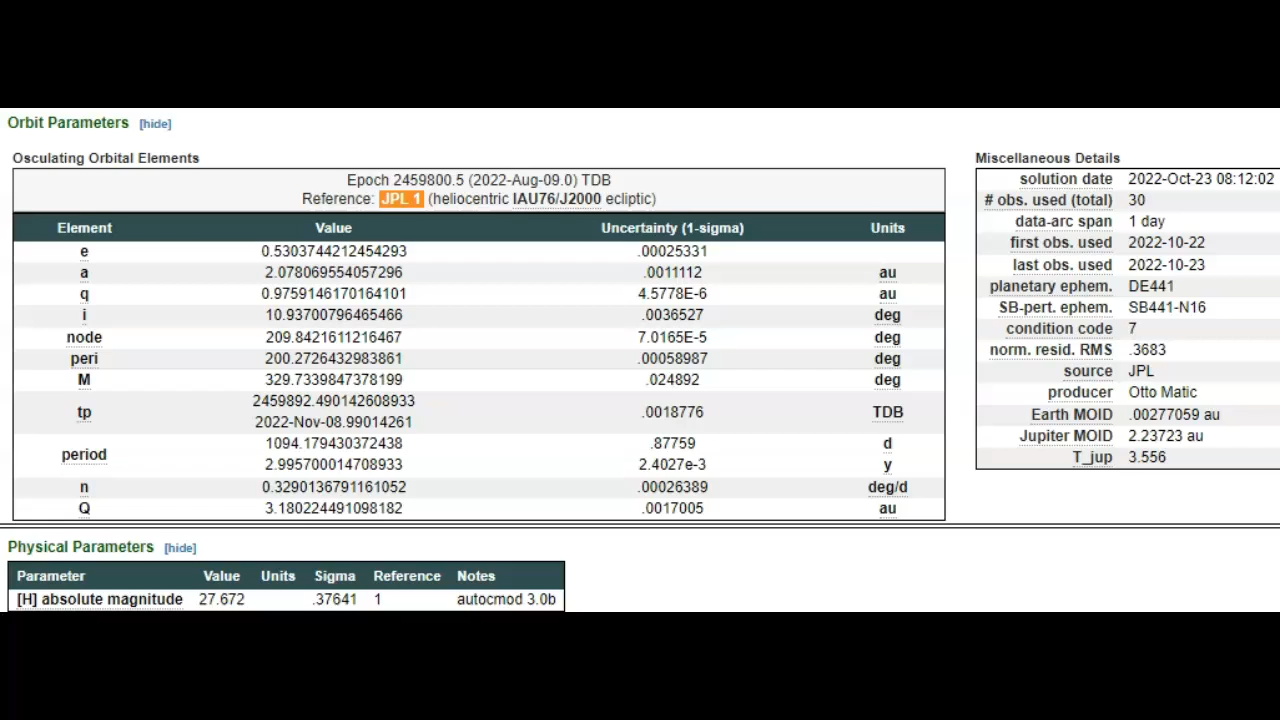 Orbit Parameters [hide]
Osculating Orbital Elements
Epoch 2459800.5 (2022-Aug-09.0) TDB
Reference: JPL 1 (heliocentric IAU76/J2000 ecliptic)
Element Value Uncertainty (1-sigma) Units
e 0.5303744212454293 .00025331
a 2.078069554057296 .0011112 au
q 0.9759146170164101 4.5778E-6 au
i 10.93700796465466 .0036527 deg
node 209.8421611216467 7.0165E-5 deg
peri 200.2726432983861 .00058987 deg
M 329.7339847378199 .024892 deg
tp 2459892.490142608933 .0018776 TDB
2022-Nov-08.99014261
period 1094.179430372438 .87759 d
2.995700014708933 2.4027e-3 y
n 0.3290136791161052 .00026389 deg/d
Q 3.180224491098182 .0017005 au
Miscellaneous Details
solution date 2022-Oct-23 08:12:02
# obs. used (total) 30
data-arc span 1 day
first obs. used 2022-10-22
last obs. used 2022-10-23
planetary ephem. DE441
SB-pert. ephem. SB441-N16
condition code 7
norm. resid. RMS .3683
source JPL
producer Otto Matic
Earth MOID .00277059 au
Jupiter MOID 2.23723 au
T_jup 3.556
Physical Parameters [hide]
Parameter Value Units Sigma Reference Notes
[H] absolute magnitude 27.672 .37641 1 autocmod 3.0b